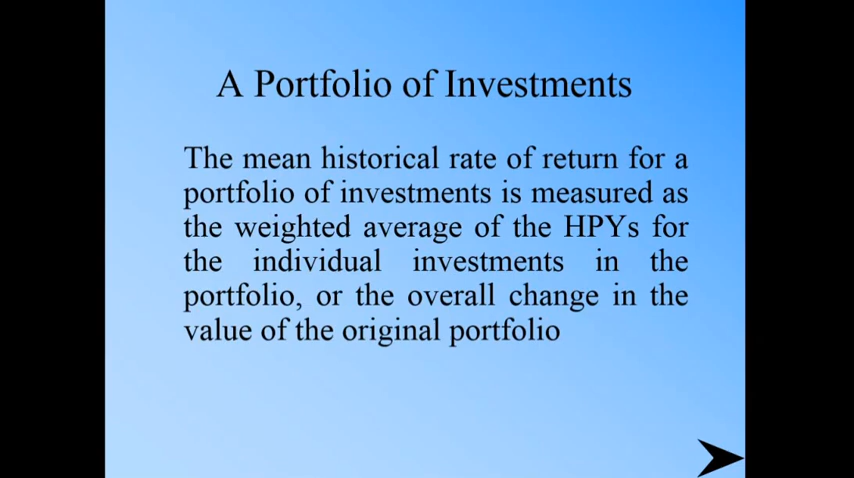 A Portfolio of Investments
The mean historical rate of return for a
portfolio of investments is measured as
the weighted average of the HPYs for
the individual investments in the
portfolio, or the overall change in the
value of the original portfolio